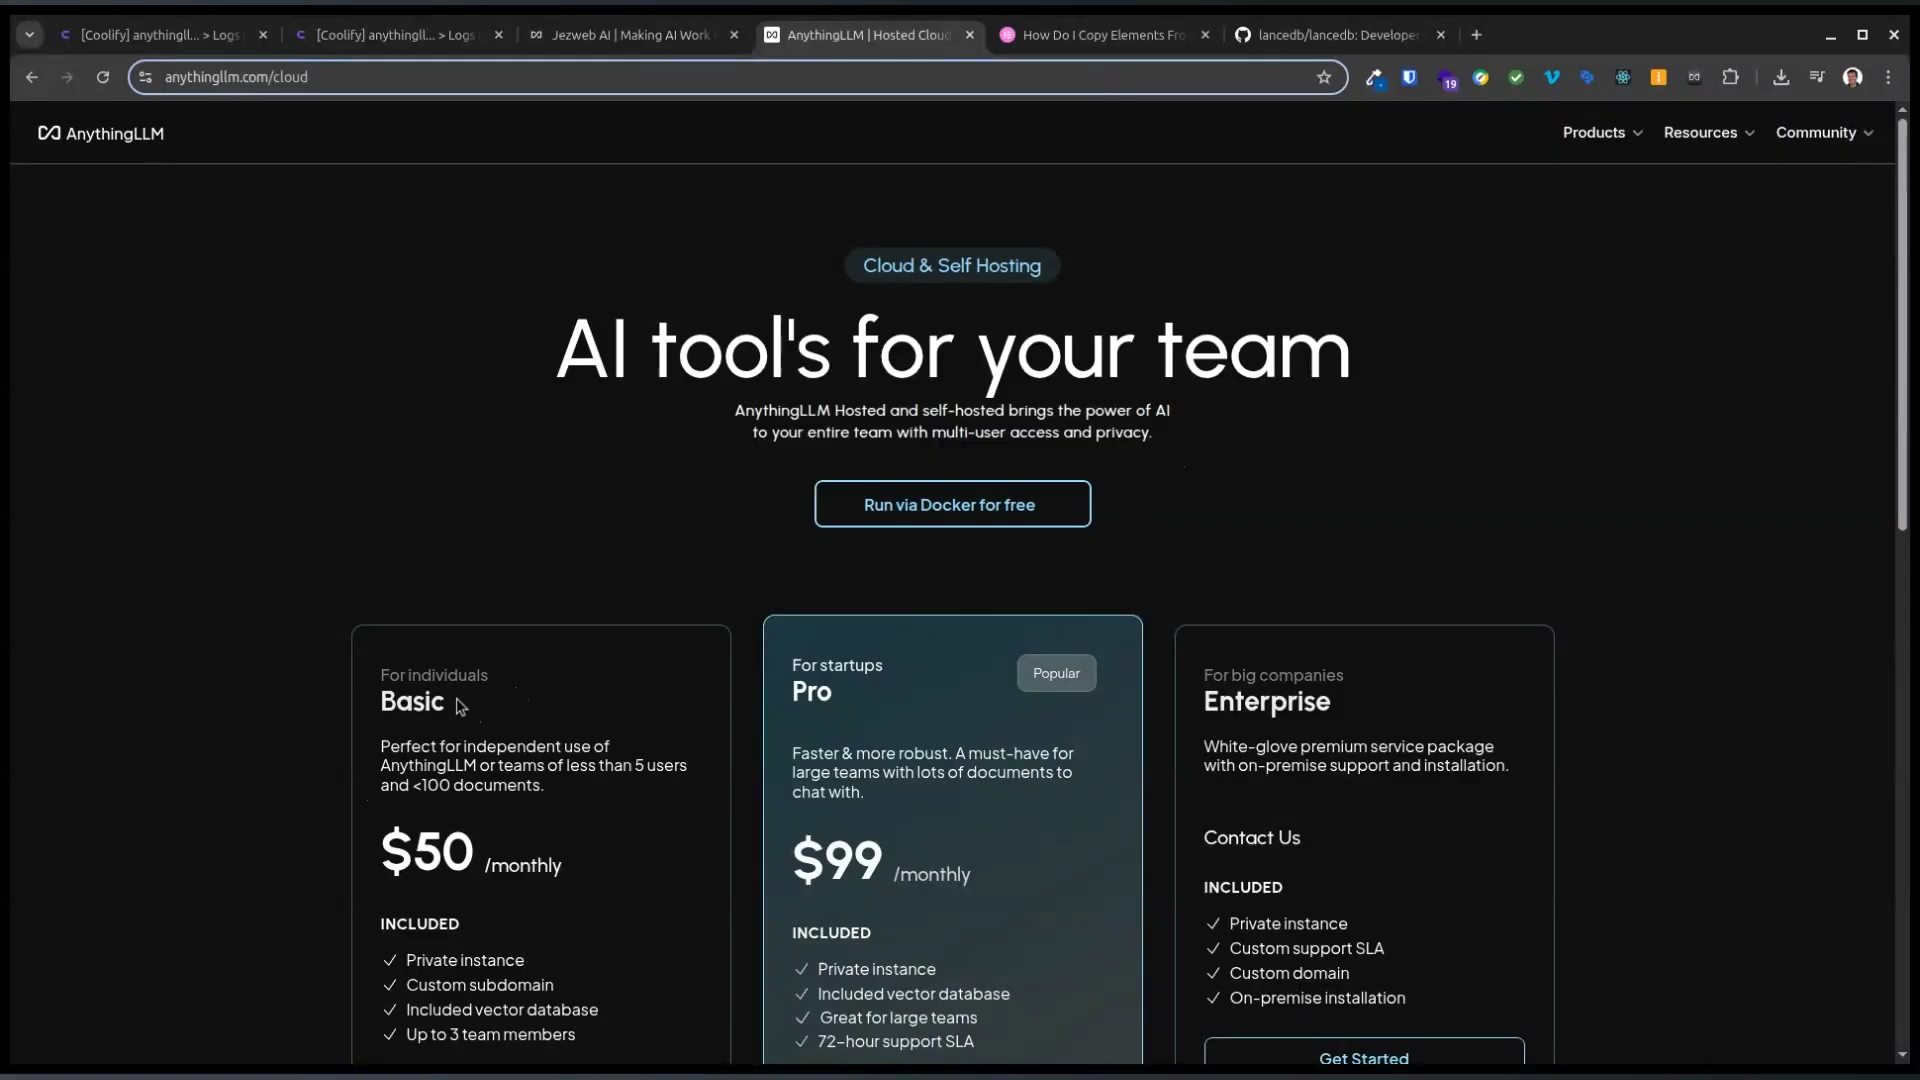 [Coolify] anythingll... > Logs
[Coolify] anythingll... > Logs
Jezweb AI | Making AI Work
AnythingLLM | Hosted Cloud
How Do I Copy Elements Fro
lancedb/lancedb: Developer
anythingllm.com/cloud
19
AnythingLLM
Products
Resources
Community
Cloud & Self Hosting
AI tool's for your team
AnythingLLM Hosted and self-hosted brings the power of AI
to your entire team with multi-user access and privacy.
Run via Docker for free
For individuals
Basic
Perfect for independent use of
AnythingLLM or teams of less than 5 users
and <100 documents.
$50 /monthly
INCLUDED
Private instance
Custom subdomain
Included vector database
Up to 3 team members
For startups
Pro
Popular
Faster & more robust. A must-have for
large teams with lots of documents to
chat with.
$99 /monthly
INCLUDED
Private instance
Included vector database
Great for large teams
72-hour support SLA
For big companies
Enterprise
White-glove premium service package
with on-premise support and installation.
Contact Us
INCLUDED
Private instance
Custom support SLA
Custom domain
On-premise installation
Get Started